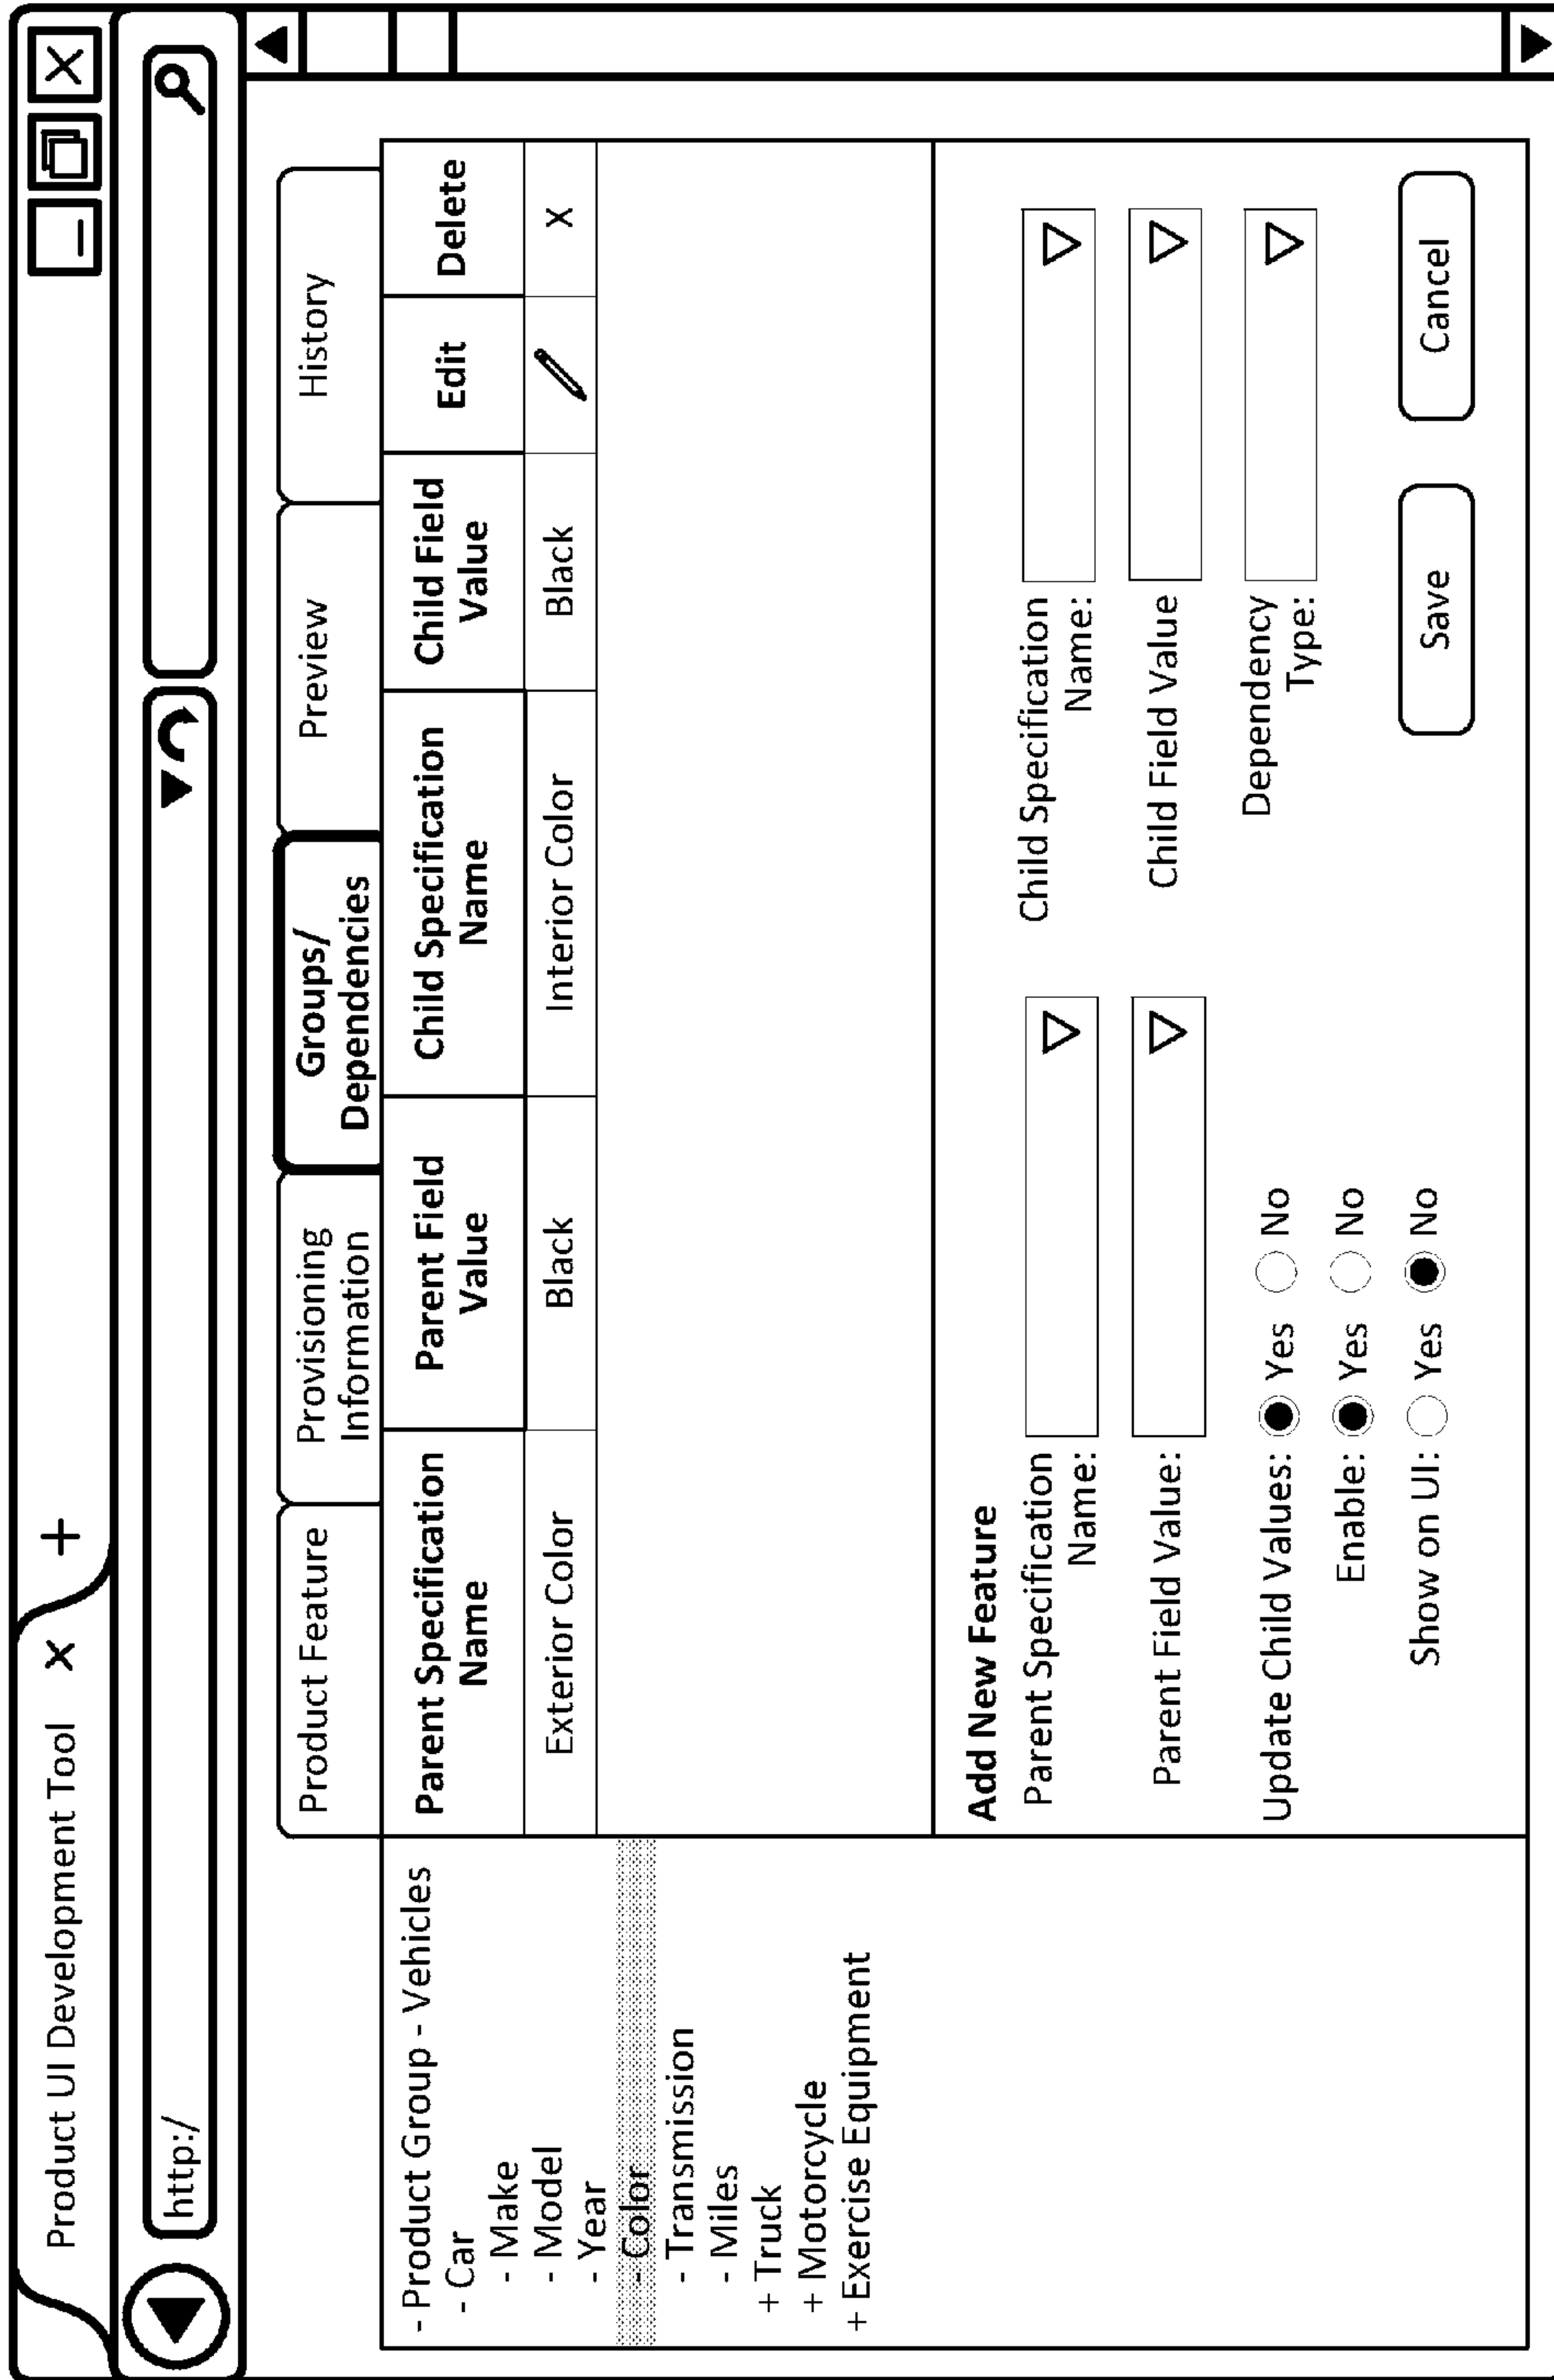 Product UI Development Tool x +
http:/
Product Feature
Provisioning
Information
Groups/
Dependencies
Preview
History
- Product Group - Vehicles
- Car
- Make
- Model
- Year
- Color
- Transmission
- Miles
+ Truck
+ Motorcycle
+ Exercise Equipment
Parent Specification
Name
Parent Field
Value
Child Specification
Name
Child Field
Value
Edit
Delete
Exterior Color
Black
Interior Color
Black
x
Add New Feature
Parent Specification
Name:
Parent Field Value:
Update Child Values: Yes No
Enable: Yes No
Show on UI: Yes No
Child Specification
Name:
Child Field Value
Dependency
Type:
Save
Cancel